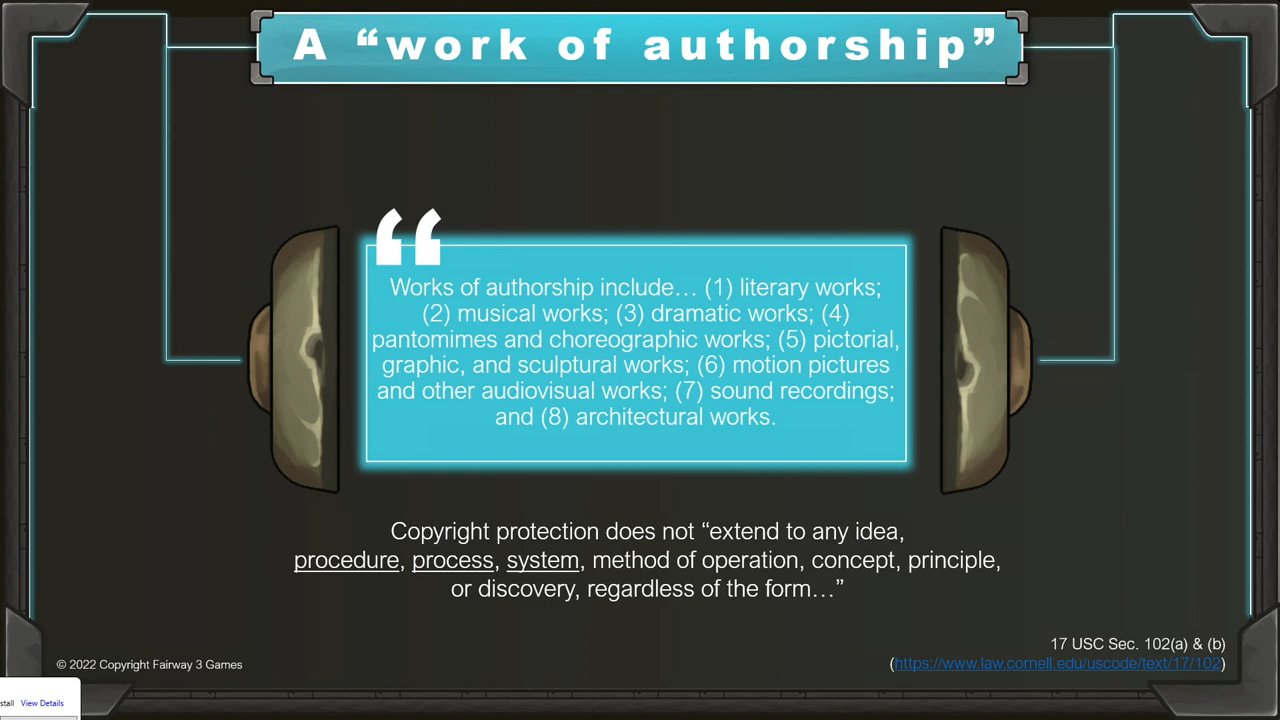 A “work of authorship”
“
Works of authorship include… (1) literary works;
(2) musical works; (3) dramatic works; (4)
pantomimes and choreographic works; (5) pictorial,
graphic, and sculptural works; (6) motion pictures
and other audiovisual works; (7) sound recordings;
and (8) architectural works.
Copyright protection does not “extend to any idea,
procedure, process, system, method of operation, concept, principle,
or discovery, regardless of the form…”
17 USC Sec. 102(a) & (b)
(https://www.law.cornell.edu/uscode/text/17/102)
© 2022 Copyright Fairway 3 Games
stall View Details